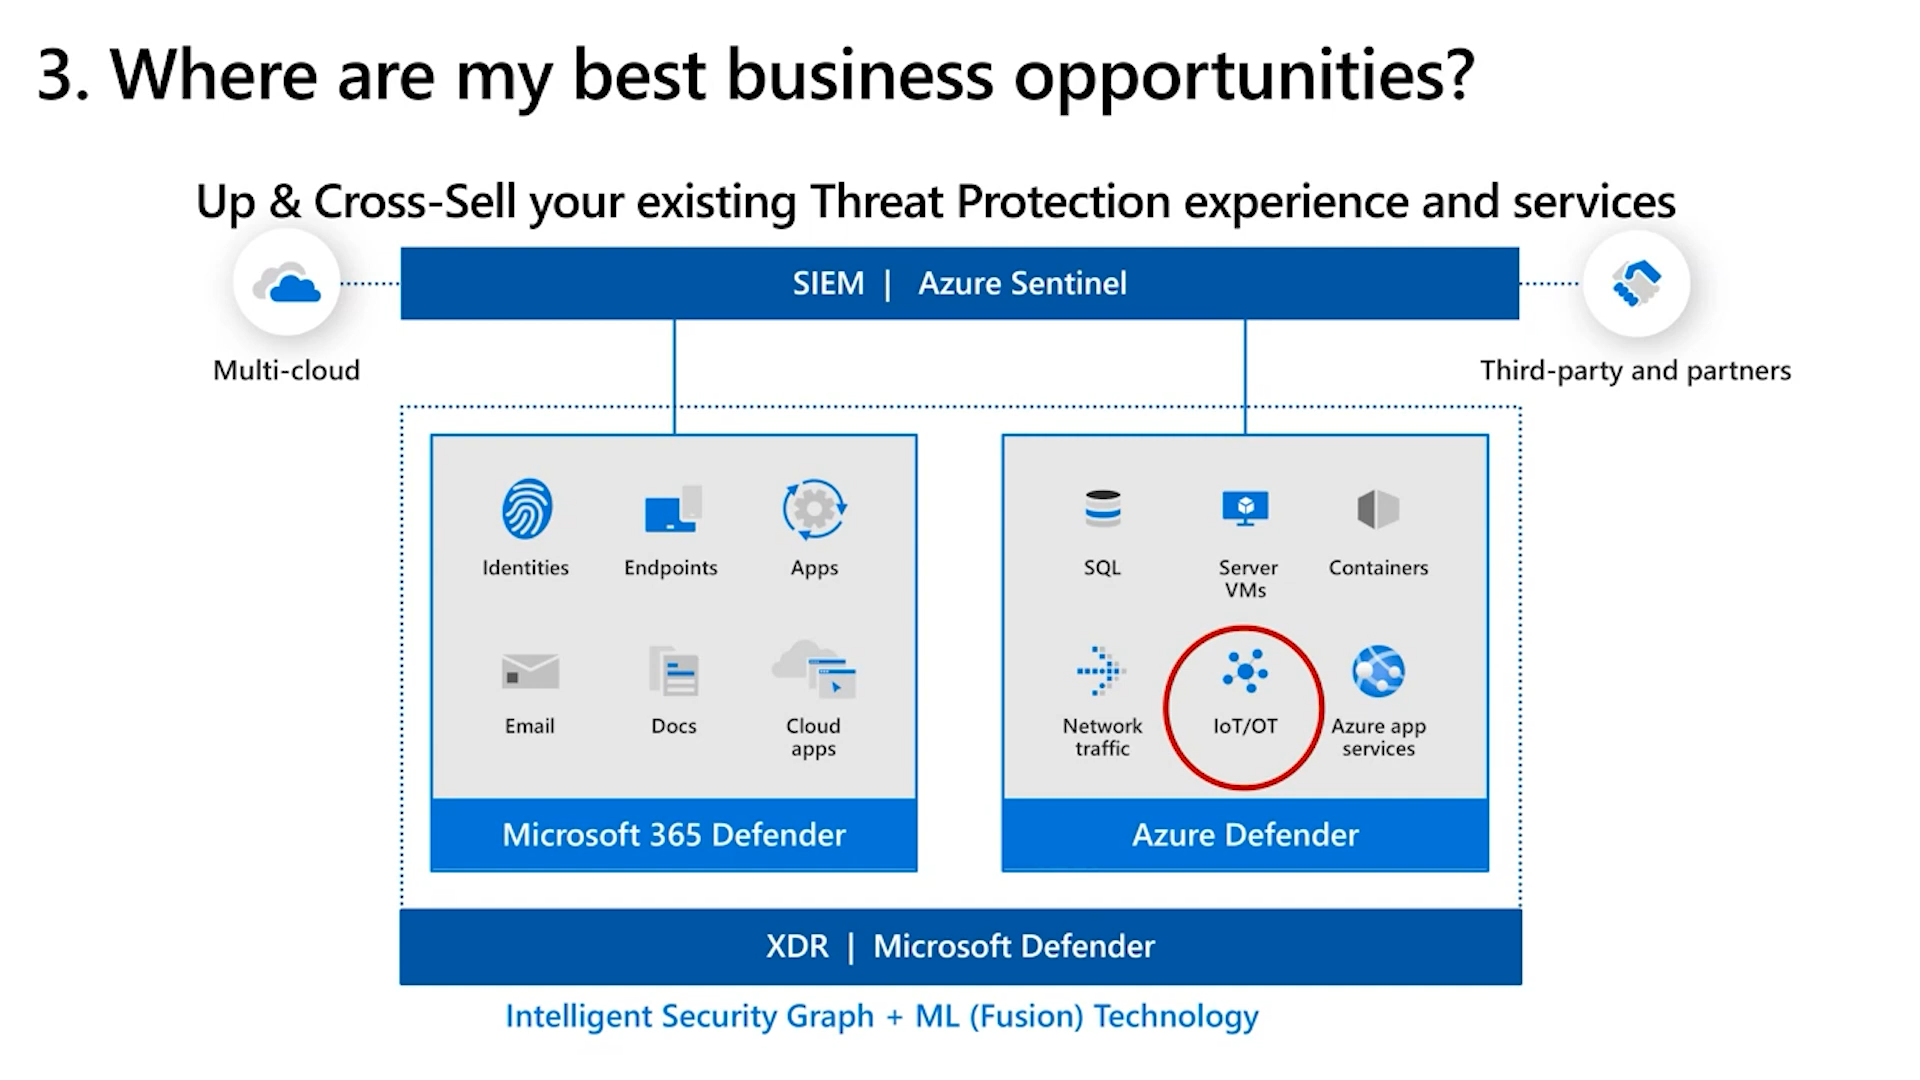 3. Where are my best business opportunities?
Up & Cross-Sell your existing Threat Protection experience and services
SIEM | Azure Sentinel
Multi-cloud
Third-party and partners
Identities
Endpoints
Apps
Email
Docs
Cloud
apps
Microsoft 365 Defender
SQL
Server
VMs
Containers
Network
traffic
IoT/OT
Azure app
services
Azure Defender
XDR | Microsoft Defender
Intelligent Security Graph + ML (Fusion) Technology